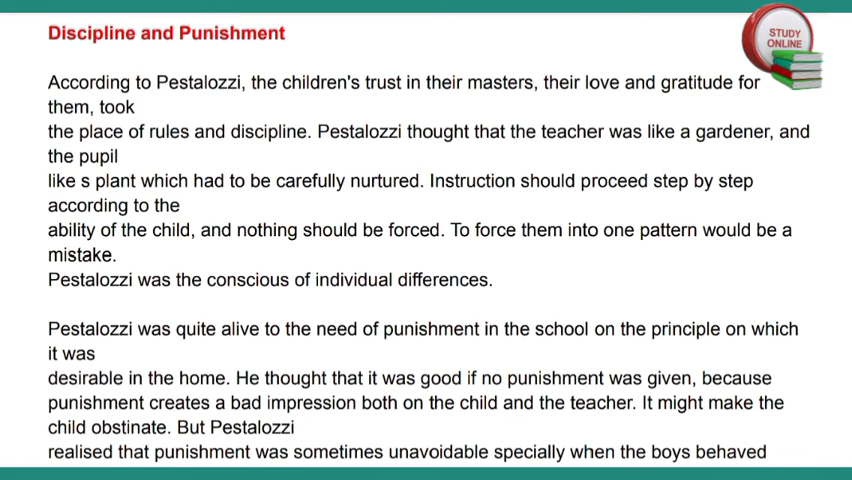 Discipline and Punishment
STUDY
ONLINE
According to Pestalozzi, the children's trust in their masters, their love and gratitude for
them, took
the place of rules and discipline. Pestalozzi thought that the teacher was like a gardener, and
the pupil
like s plant which had to be carefully nurtured. Instruction should proceed step by step
according to the
ability of the child, and nothing should be forced. To force them into one pattern would be a
mistake.
Pestalozzi was the conscious of individual differences.
Pestalozzi was quite alive to the need of punishment in the school on the principle on which
it was
desirable in the home. He thought that it was good if no punishment was given, because
punishment creates a bad impression both on the child and the teacher. It might make the
child obstinate. But Pestalozzi
realised that punishment was sometimes unavoidable specially when the boys behaved